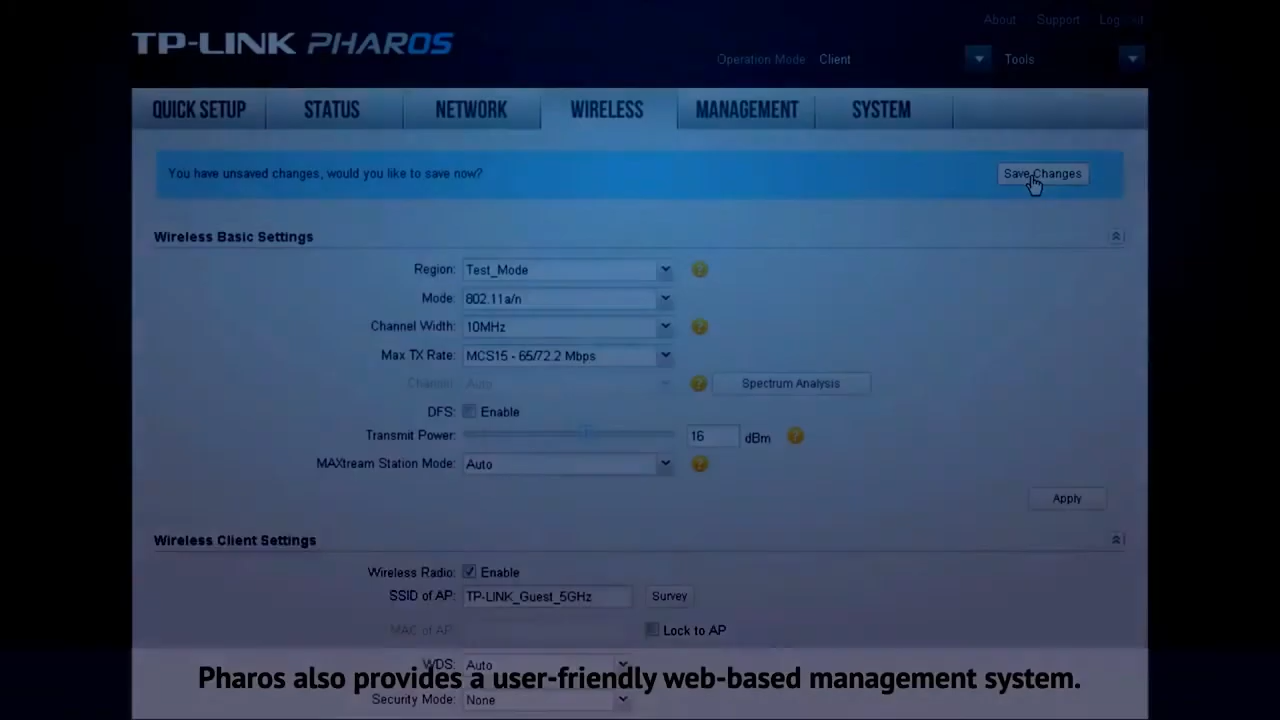 About Support Logout
TP-LINK PHAROS
Operation Mode Client Tools
QUICK SETUP STATUS NETWORK WIRELESS MANAGEMENT SYSTEM
You have unsaved changes, would you like to save now? Save Changes
Wireless Basic Settings
Region: Test_Mode
Mode: 802.11a/n
Channel Width: 10MHz
Max TX Rate: MCS15 - 65/72.2 Mbps
Channel: Auto Spectrum Analysis
DFS: Enable
Transmit Power: 16 dBm
MAXtream Station Mode: Auto
Apply
Wireless Client Settings
Wireless Radio: Enable
SSID of AP: TP-LINK_Guest_5GHz Survey
MAC of AP: Lock to AP
WDS: Auto
Pharos also provides a user-friendly web-based management system.
Security Mode: None